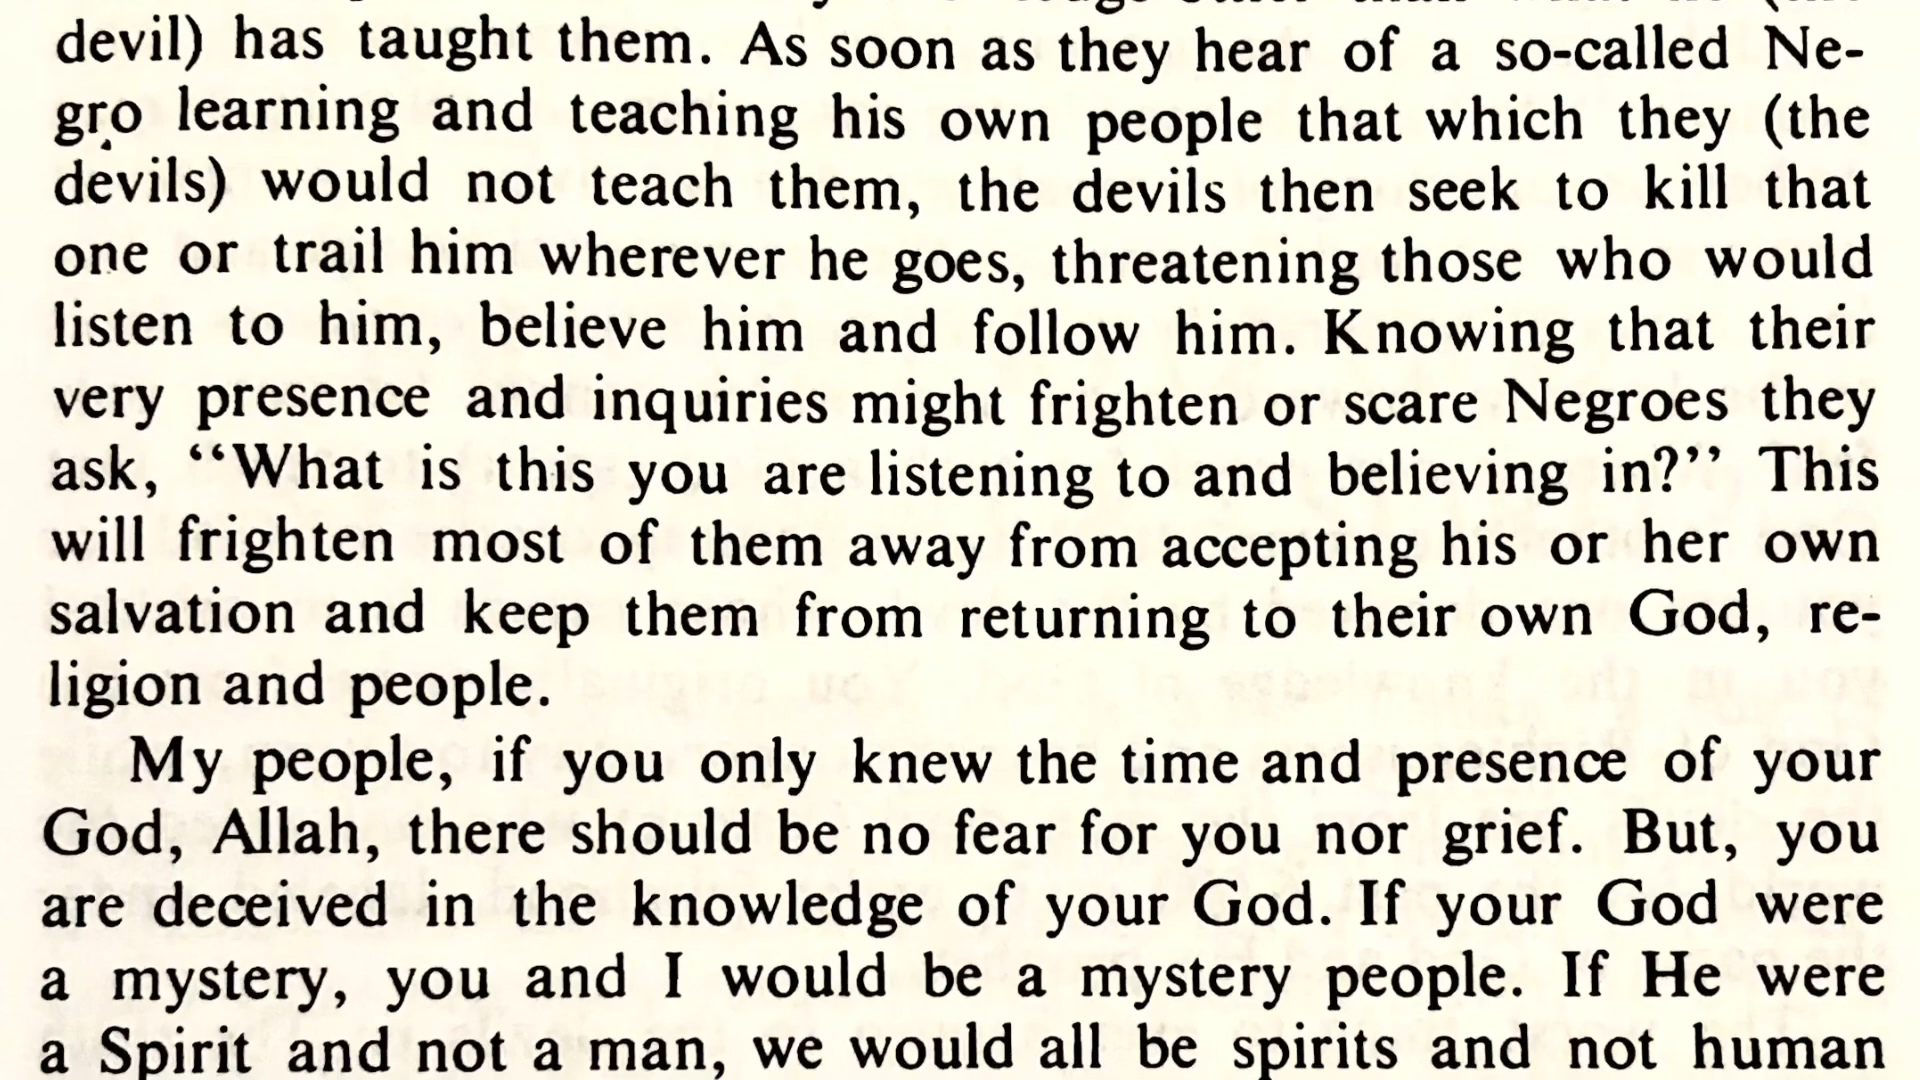 devil) has taught them. As soon as they hear of a so-called Ne-
gro learning and teaching his own people that which they (the
devils) would not teach them, the devils then seek to kill that
one or trail him wherever he goes, threatening those who would
listen to him, believe him and follow him. Knowing that their
very presence and inquiries might frighten or scare Negroes they
ask, “What is this you are listening to and believing in?” This
will frighten most of them away from accepting his or her own
salvation and keep them from returning to their own God, re-
ligion and people.
My people, if you only knew the time and presence of your
God, Allah, there should be no fear for you nor grief. But, you
are deceived in the knowledge of your God. If your God were
a mystery, you and I would be a mystery people. If He were
a Spirit and not a man, we would all be spirits and not human